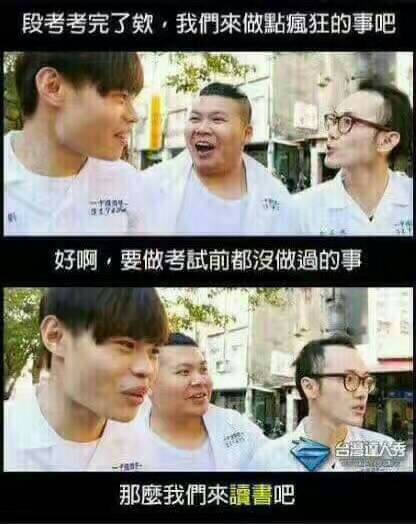 段考考完了欸，我們來做點瘋狂的事吧
好啊，要做考試前都沒做過的事
台灣達人秀
那麼我們來讀書吧